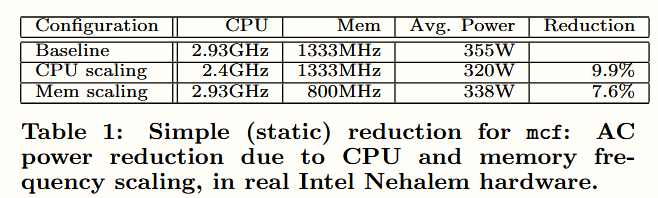 Configuration CPU Mem Avg. Power Reduction
Baseline 2.93GHz 1333MHz 355W
CPU scaling 2.4GHz 1333MHz 320W 9.9%
Mem scaling 2.93GHz 800MHz 338W 7.6%
Table 1: Simple (static) reduction for mcf: AC
power reduction due to CPU and memory fre-
quency scaling, in real Intel Nehalem hardware.